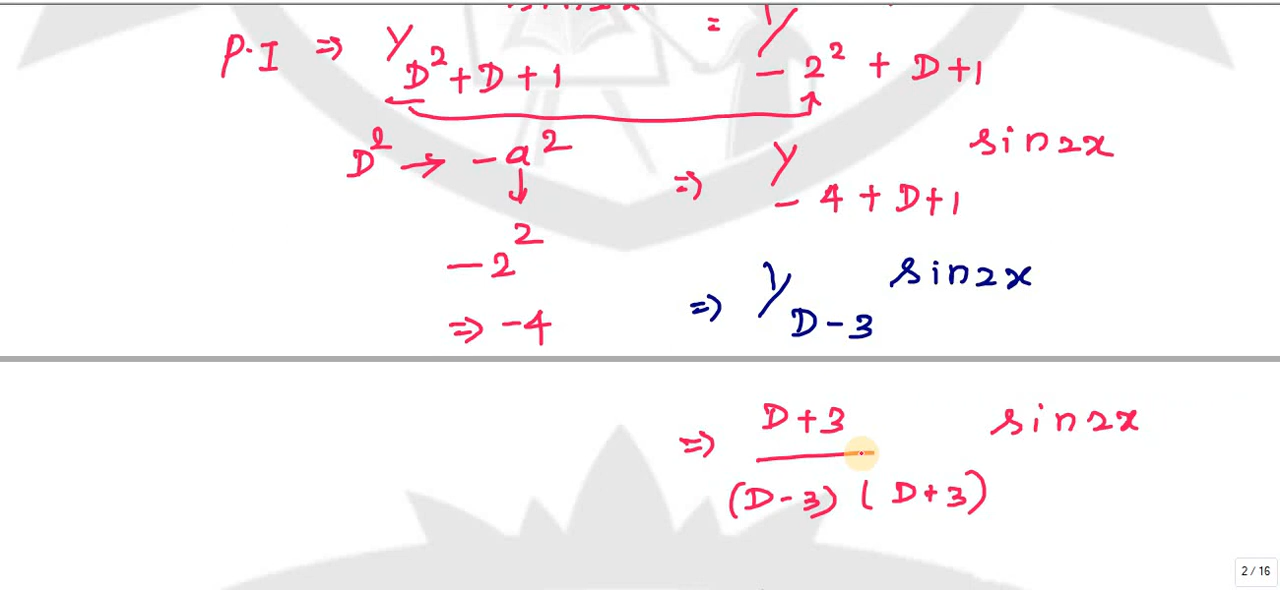 sin2x
P.I ⇒ 1/D²+D+1 = 1/-2²+D+1
D² → -a² sin2x
⇒ 1/-4+D+1
-2²
⇒ -4 ⇒ 1/D-3 sin2x
⇒ D+3 sin2x
(D-3)(D+3)
2 / 16